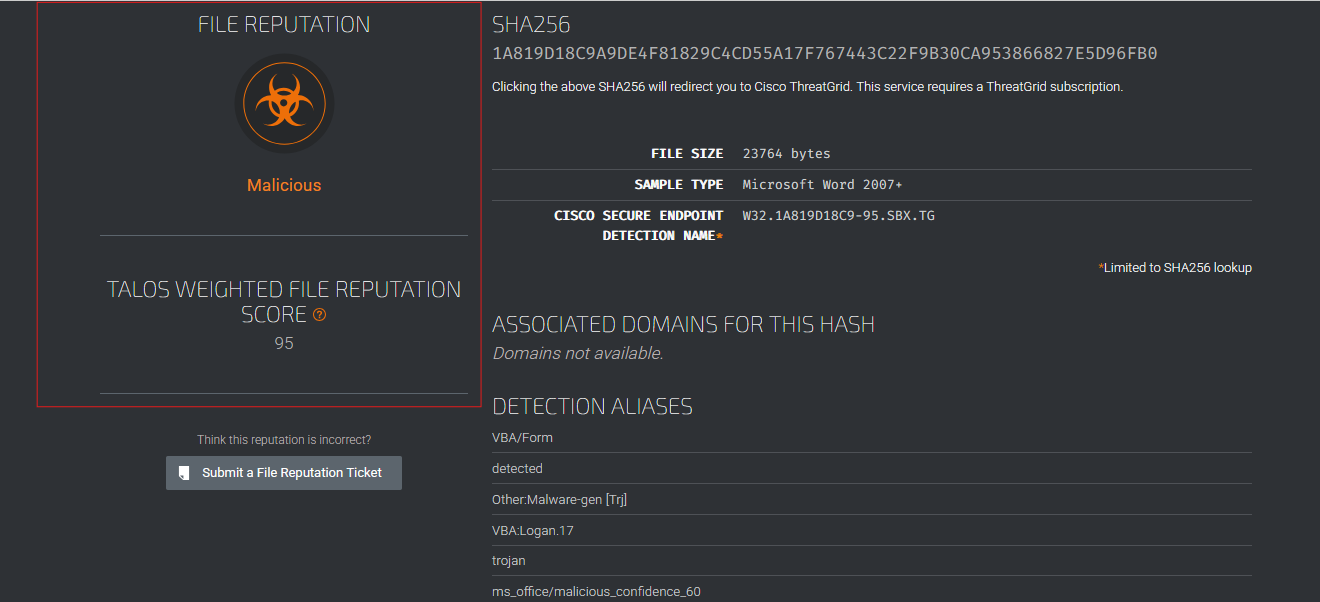 FILE REPUTATION
Malicious
TALOS WEIGHTED FILE REPUTATION
SCORE ?
95
Think this reputation is incorrect?
Submit a File Reputation Ticket
SHA256
1A819D18C9A9DE4F81829C4CD55A17F767443C22F9B30CA953866827E5D96FB0
Clicking the above SHA256 will redirect you to Cisco ThreatGrid. This service requires a ThreatGrid subscription.
FILE SIZE 23764 bytes
SAMPLE TYPE Microsoft Word 2007+
CISCO SECURE ENDPOINT W32.1A819D18C9-95.SBX.TG
DETECTION NAME*
*Limited to SHA256 lookup
ASSOCIATED DOMAINS FOR THIS HASH
Domains not available.
DETECTION ALIASES
VBA/Form
detected
Other:Malware-gen [Trj]
VBA:Logan.17
trojan
ms_office/malicious_confidence_60